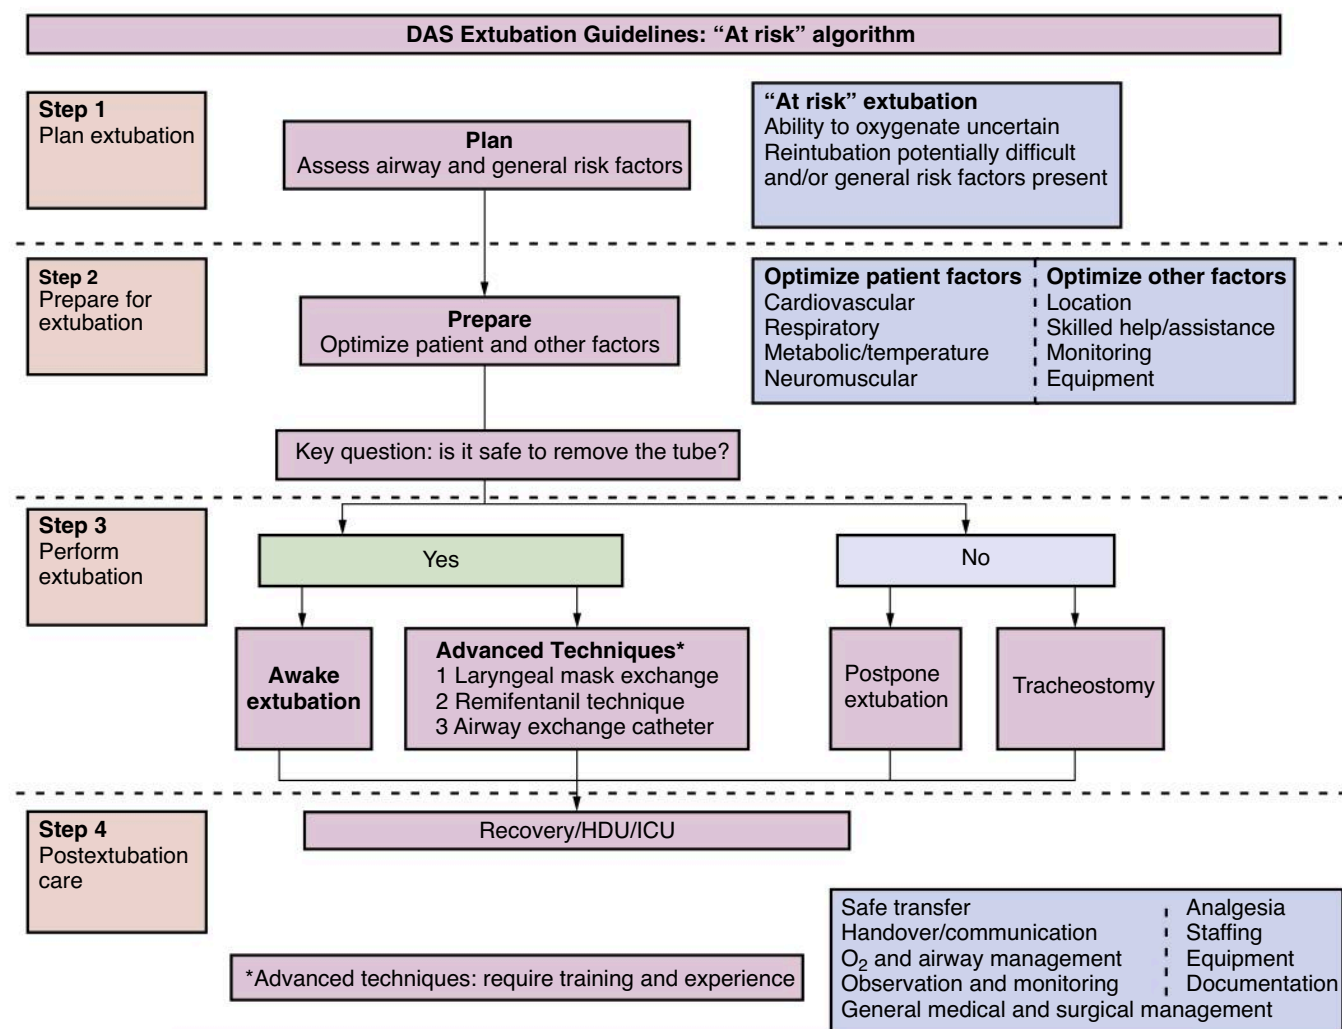 DAS Extubation Guidelines: “At risk” algorithm
Step 1
Plan extubation
Plan
Assess airway and general risk factors
“At risk” extubation
Ability to oxygenate uncertain
Reintubation potentially difficult
and/or general risk factors present
Step 2
Prepare for
extubation
Prepare
Optimize patient and other factors
Optimize patient factors
Cardiovascular
Respiratory
Metabolic/temperature
Neuromuscular
Optimize other factors
Location
Skilled help/assistance
Monitoring
Equipment
Key question: is it safe to remove the tube?
Step 3
Perform
extubation
Yes
No
Awake
extubation
Advanced Techniques*
1 Laryngeal mask exchange
2 Remifentanil technique
3 Airway exchange catheter
Postpone
extubation
Tracheostomy
Step 4
Postextubation
care
Recovery/HDU/ICU
Safe transfer
Handover/communication
O₂ and airway management
Observation and monitoring
General medical and surgical management
Analgesia
Staffing
Equipment
Documentation
*Advanced techniques: require training and experience